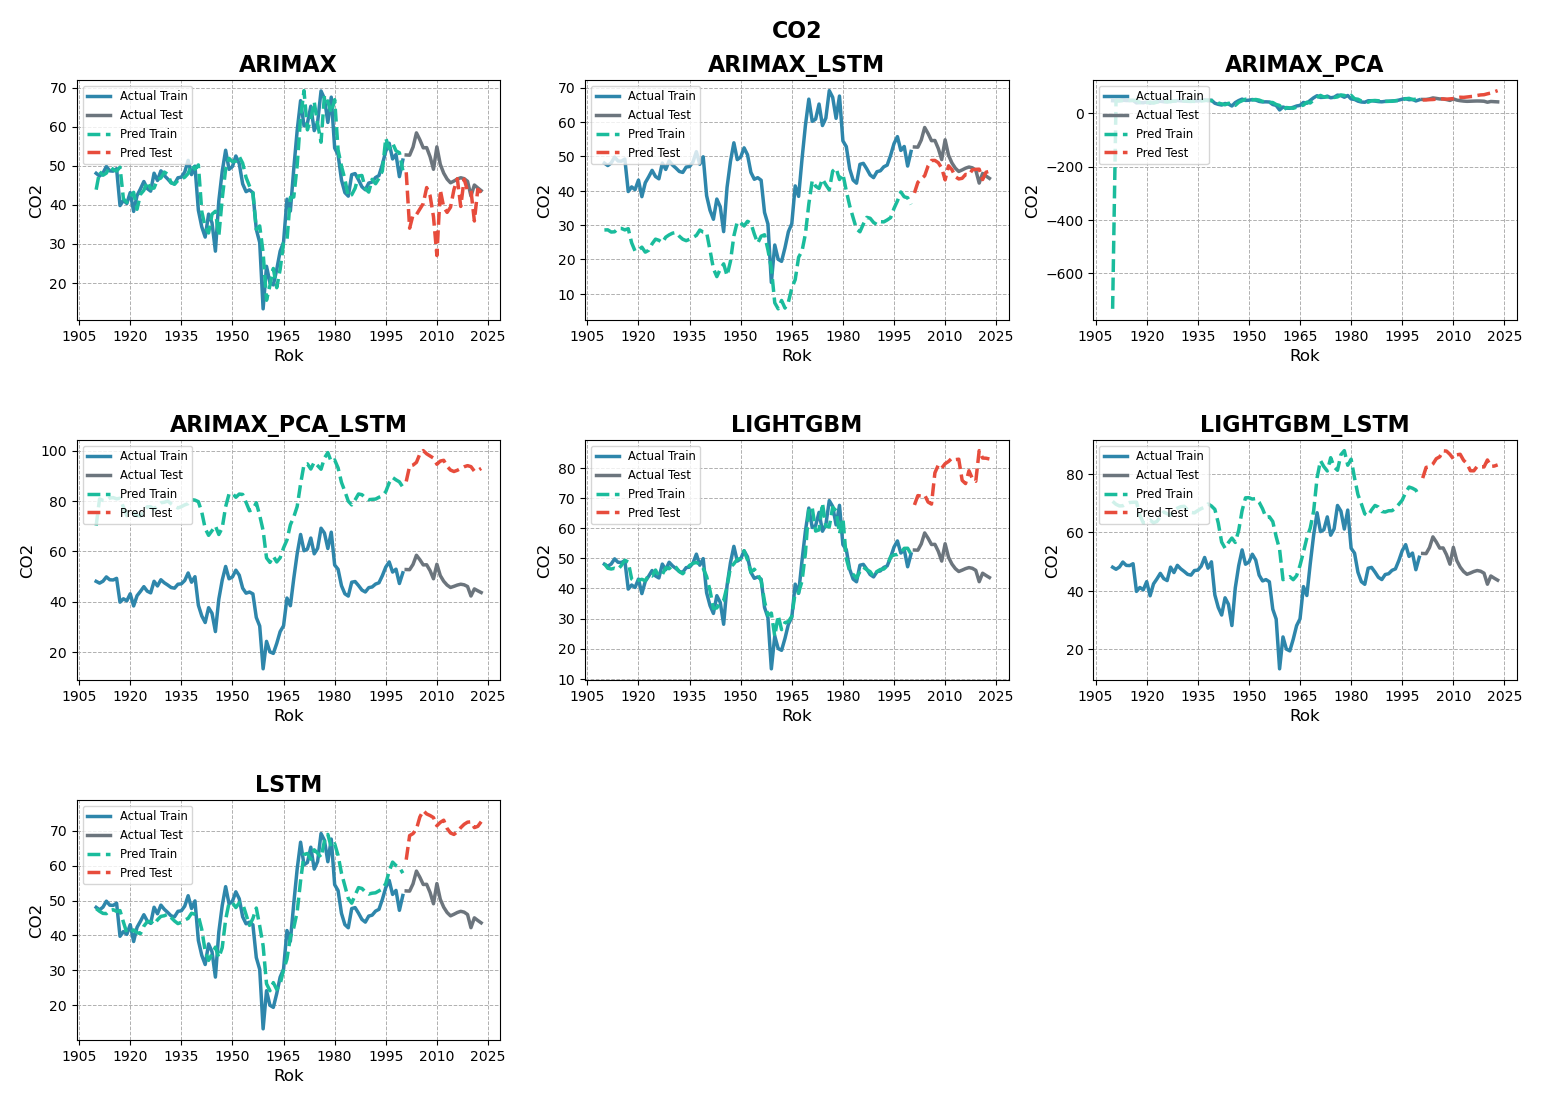 CO2
ARIMAX
70
60
50
40
30
20
CO2
1905 1920 1935 1950 1965 1980 1995 2010 2025
Rok
Actual Train
Actual Test
Pred Train
Pred Test
ARIMAX_LSTM
70
60
50
40
30
20
10
CO2
1905 1920 1935 1950 1965 1980 1995 2010 2025
Rok
Actual Train
Actual Test
Pred Train
Pred Test
ARIMAX_PCA
0
−200
−400
−600
CO2
1905 1920 1935 1950 1965 1980 1995 2010 2025
Rok
Actual Train
Actual Test
Pred Train
Pred Test
ARIMAX_PCA_LSTM
100
80
60
40
20
CO2
1905 1920 1935 1950 1965 1980 1995 2010 2025
Rok
Actual Train
Actual Test
Pred Train
Pred Test
LIGHTGBM
80
70
60
50
40
30
20
10
CO2
1905 1920 1935 1950 1965 1980 1995 2010 2025
Rok
Actual Train
Actual Test
Pred Train
Pred Test
LIGHTGBM_LSTM
80
60
40
20
CO2
1905 1920 1935 1950 1965 1980 1995 2010 2025
Rok
Actual Train
Actual Test
Pred Train
Pred Test
LSTM
70
60
50
40
30
20
CO2
1905 1920 1935 1950 1965 1980 1995 2010 2025
Rok
Actual Train
Actual Test
Pred Train
Pred Test